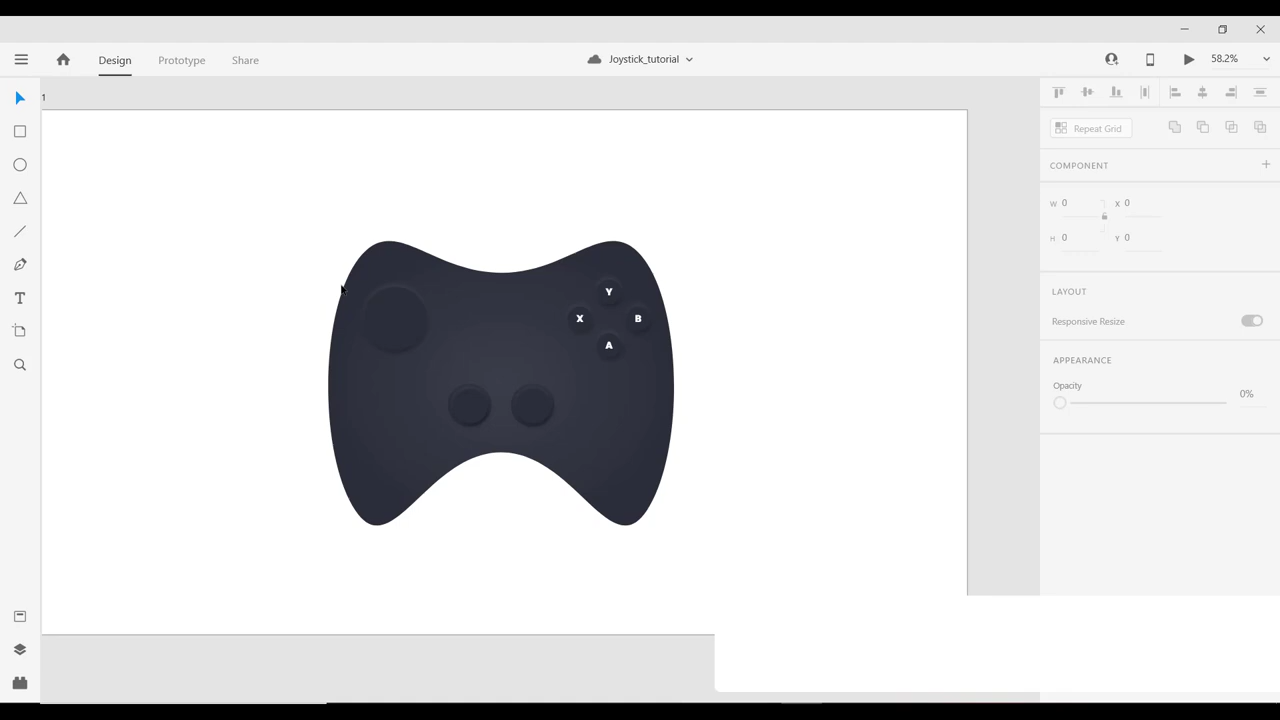 Design
Prototype
Share
Joystick_tutorial
58.2%
1
Repeat Grid
COMPONENT
W 0
X 0
H 0
Y 0
LAYOUT
Responsive Resize
APPEARANCE
Opacity
0%
Y
X
B
A